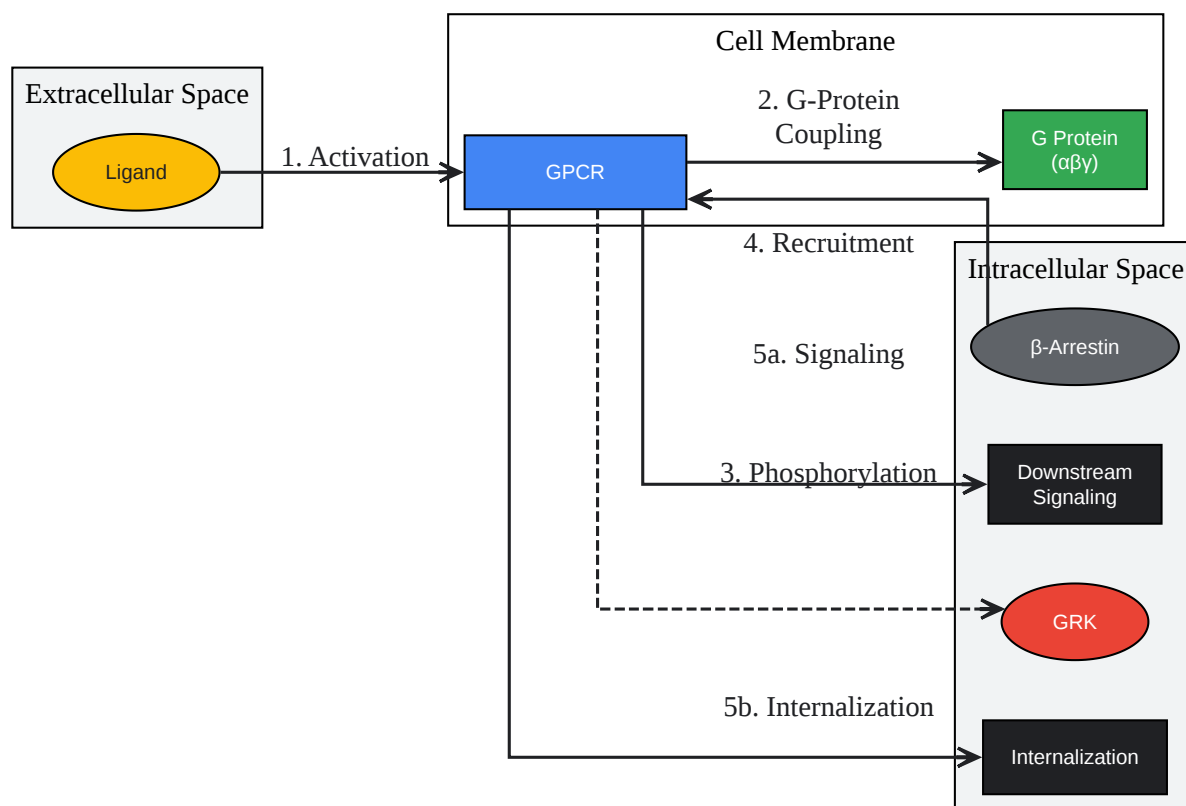 Cell Membrane
Extracellular Space
2. G-Protein
Coupling
G Protein
(αβγ)
Ligand
1. Activation
GPCR
4. Recruitment
Intracellular Space
β-Arrestin
5a. Signaling
3. Phosphorylation
Downstream
Signaling
GRK
5b. Internalization
Internalization